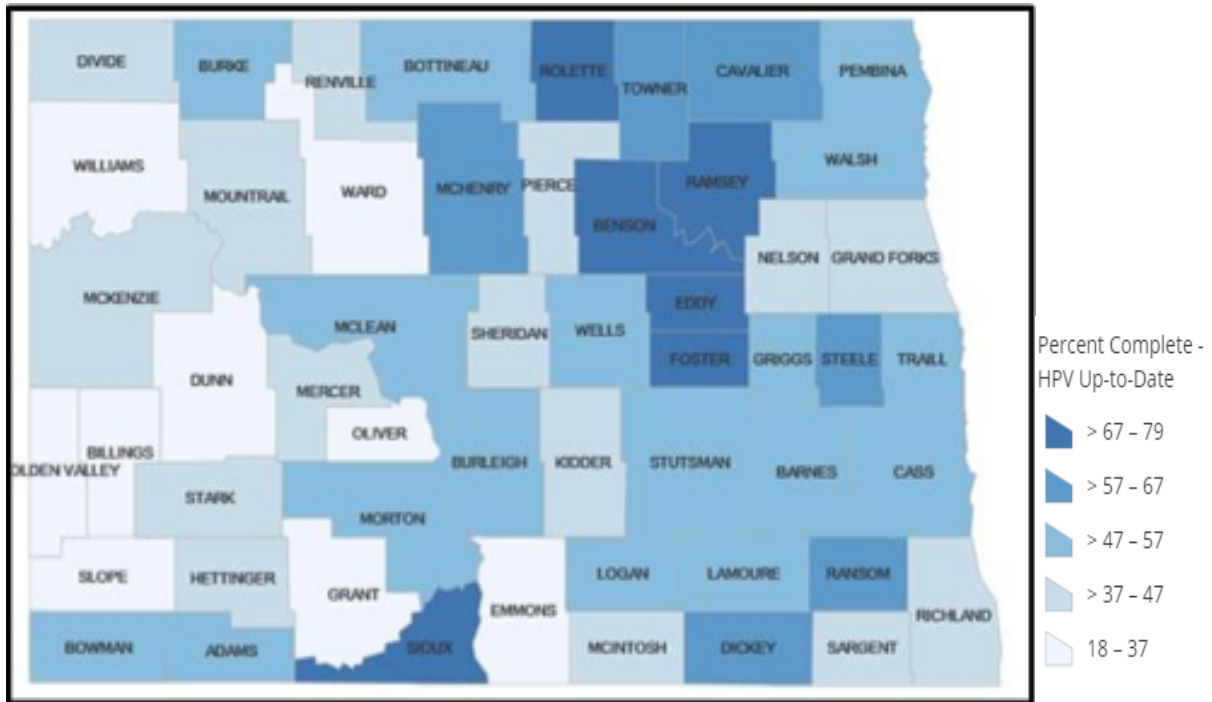 DIVIDE
BURKE
RENVILLE
BOTTINEAU
ROLETTE
TOWNER
CAVALIER
PEMBINA
WILLIAMS
MOUNTRAIL
WARD
MCHENRY
PIERCE
BENSON
RAMSEY
WALSH
NELSON
GRAND FORKS
MCKENZIE
DUNN
MCLEAN
MERCER
OLIVER
SHERIDAN
WELLS
EDDY
FOSTER
GRIGGS
STEELE
TRAILL
OLDEN VALLEY
BILLINGS
STARK
MORTON
BURLEIGH
KIDDER
STUTSMAN
BARNES
CASS
SLOPE
HETTINGER
GRANT
EMMONS
LOGAN
LAMOURE
RANSOM
RICHLAND
BOWMAN
ADAMS
SIOUX
MCINTOSH
DICKEY
SARGENT
Percent Complete -
HPV Up-to-Date
> 67 – 79
> 57 – 67
> 47 – 57
> 37 – 47
18 – 37